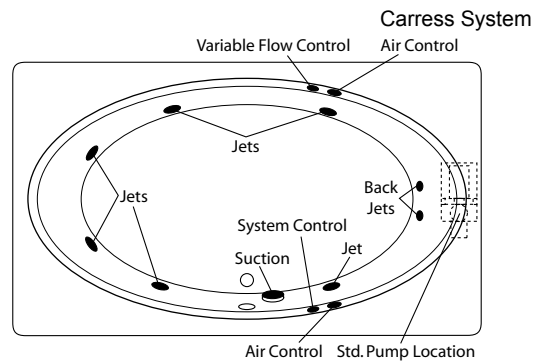 Carress System
Variable Flow Control
Air Control
Jets
Jets
Back
Jets
System Control
Suction
Jet
Air Control
Std. Pump Location